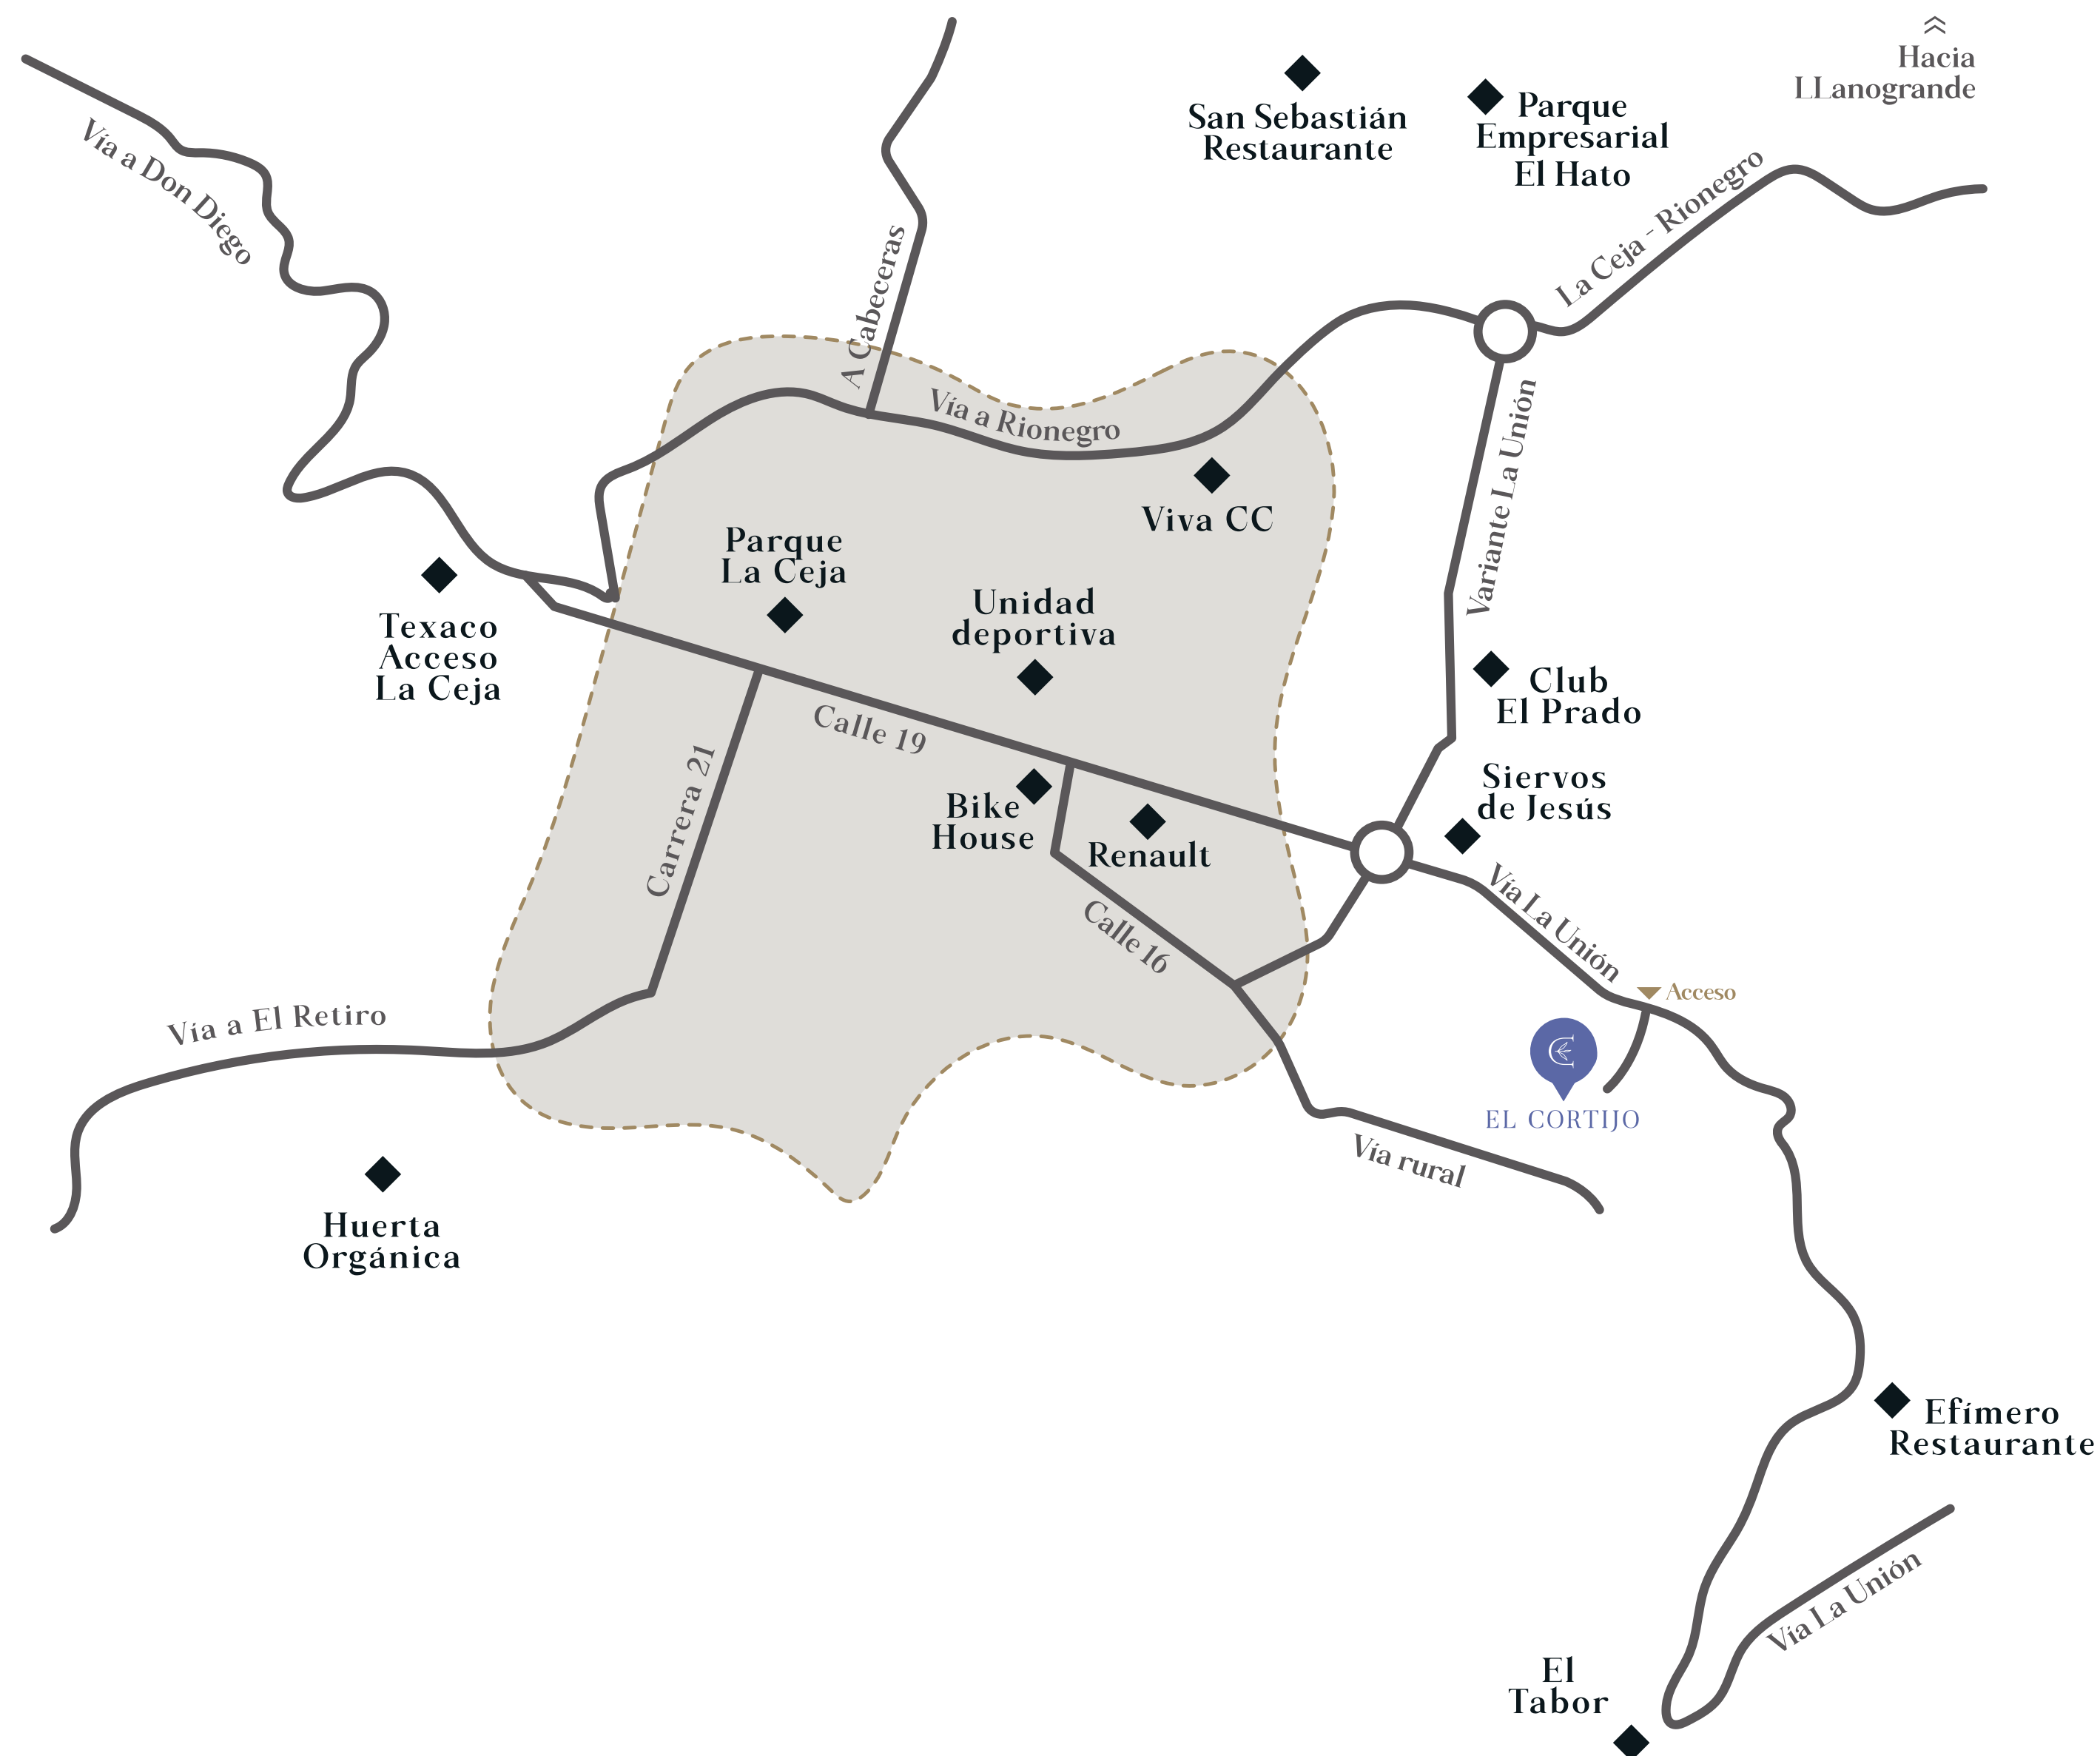 Hacia
LLanogrande
San Sebastián
Restaurante
Parque
Empresarial
El Hato
Vía a Don Diego
La Ceja - Rionegro
A Cabeceras
Vía a Rionegro
Variante La Unión
Viva CC
Parque
La Ceja
Unidad
deportiva
Texaco
Acceso
La Ceja
Club
El Prado
Calle 19
Carrera 21
Siervos
de Jesús
Bike
House
Renault
Vía La Unión
Calle 16
Acceso
Vía a El Retiro
EL CORTIJO
Vía rural
Huerta
Orgánica
Efímero
Restaurante
Vía La Unión
El
Tabor